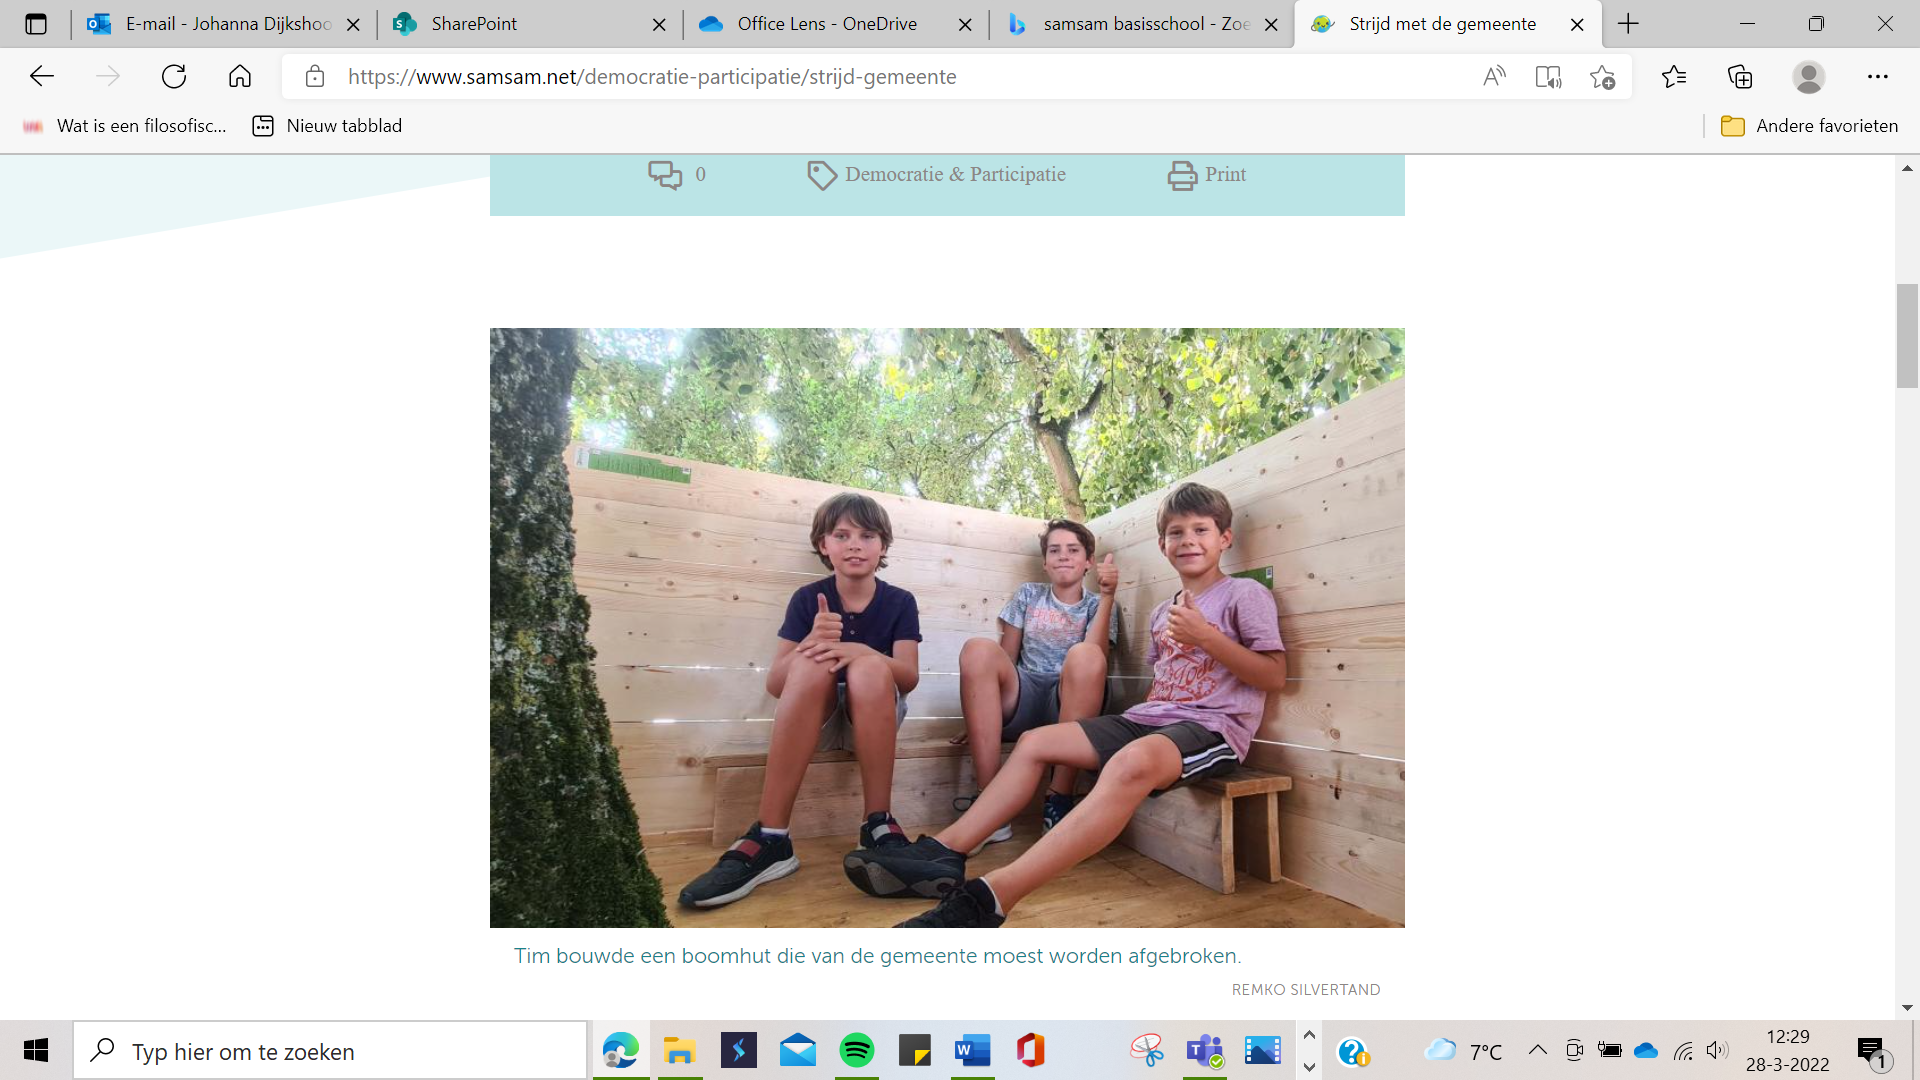 E-mail - Johanna Dijkshoo
SharePoint
Office Lens - OneDrive
samsam basisschool - Zoe
Strijd met de gemeente
https://www.samsam.net/democratie-participatie/strijd-gemeente
Wat is een filosofisc...
Nieuw tabblad
Andere favorieten
0
Democratie & Participatie
Print
Tim bouwde een boomhut die van de gemeente moest worden afgebroken.
REMKO SILVERTAND
Typ hier om te zoeken
7°C
12:29
28-3-2022
1